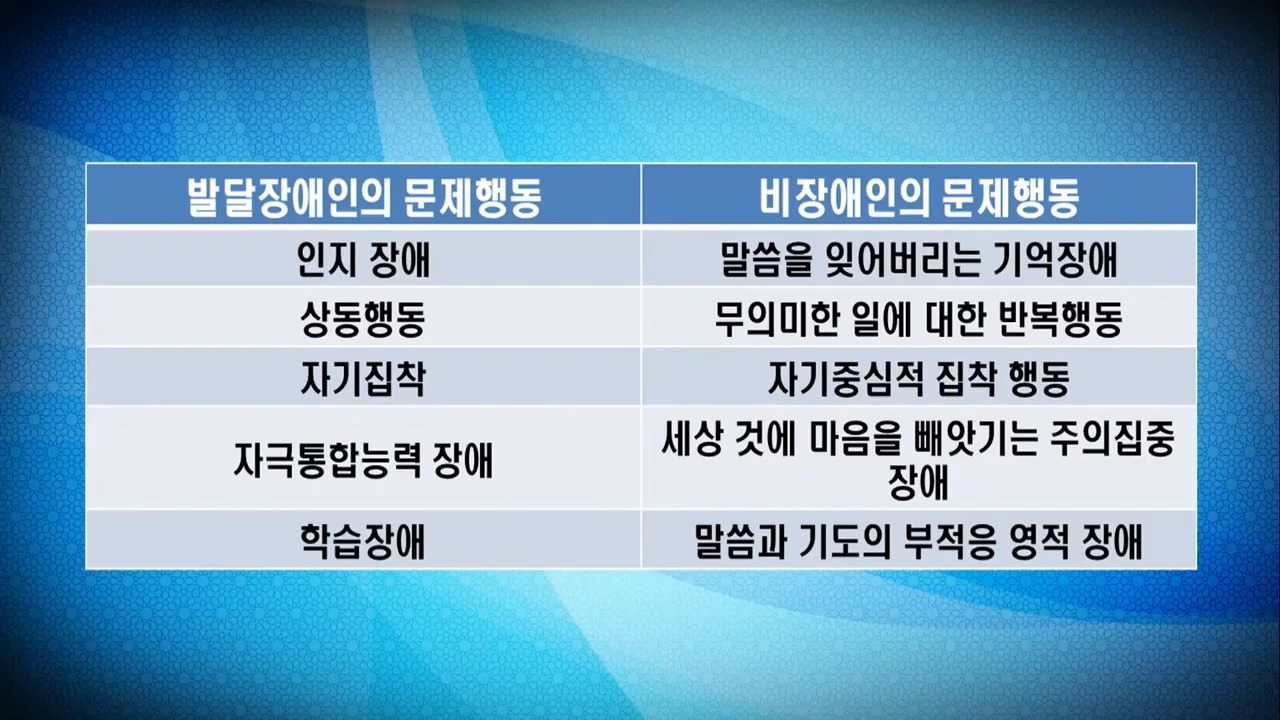 발달장애인의 문제행동
비장애인의 문제행동
인지 장애
말씀을 잊어버리는 기억장애
상동행동
무의미한 일에 대한 반복행동
자기집착
자기중심적 집착 행동
자극통합능력 장애
세상 것에 마음을 빼앗기는 주의집중
장애
학습장애
말씀과 기도의 부적응 영적 장애